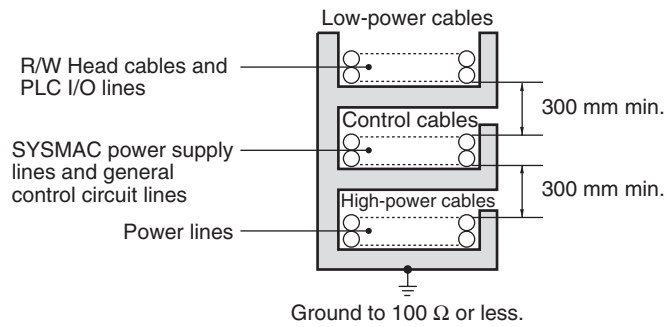 Low-power cables
R/W Head cables and
PLC I/O lines
300 mm min.
Control cables
SYSMAC power supply
lines and general
control circuit lines
300 mm min.
High-power cables
Power lines
Ground to 100 Ω or less.